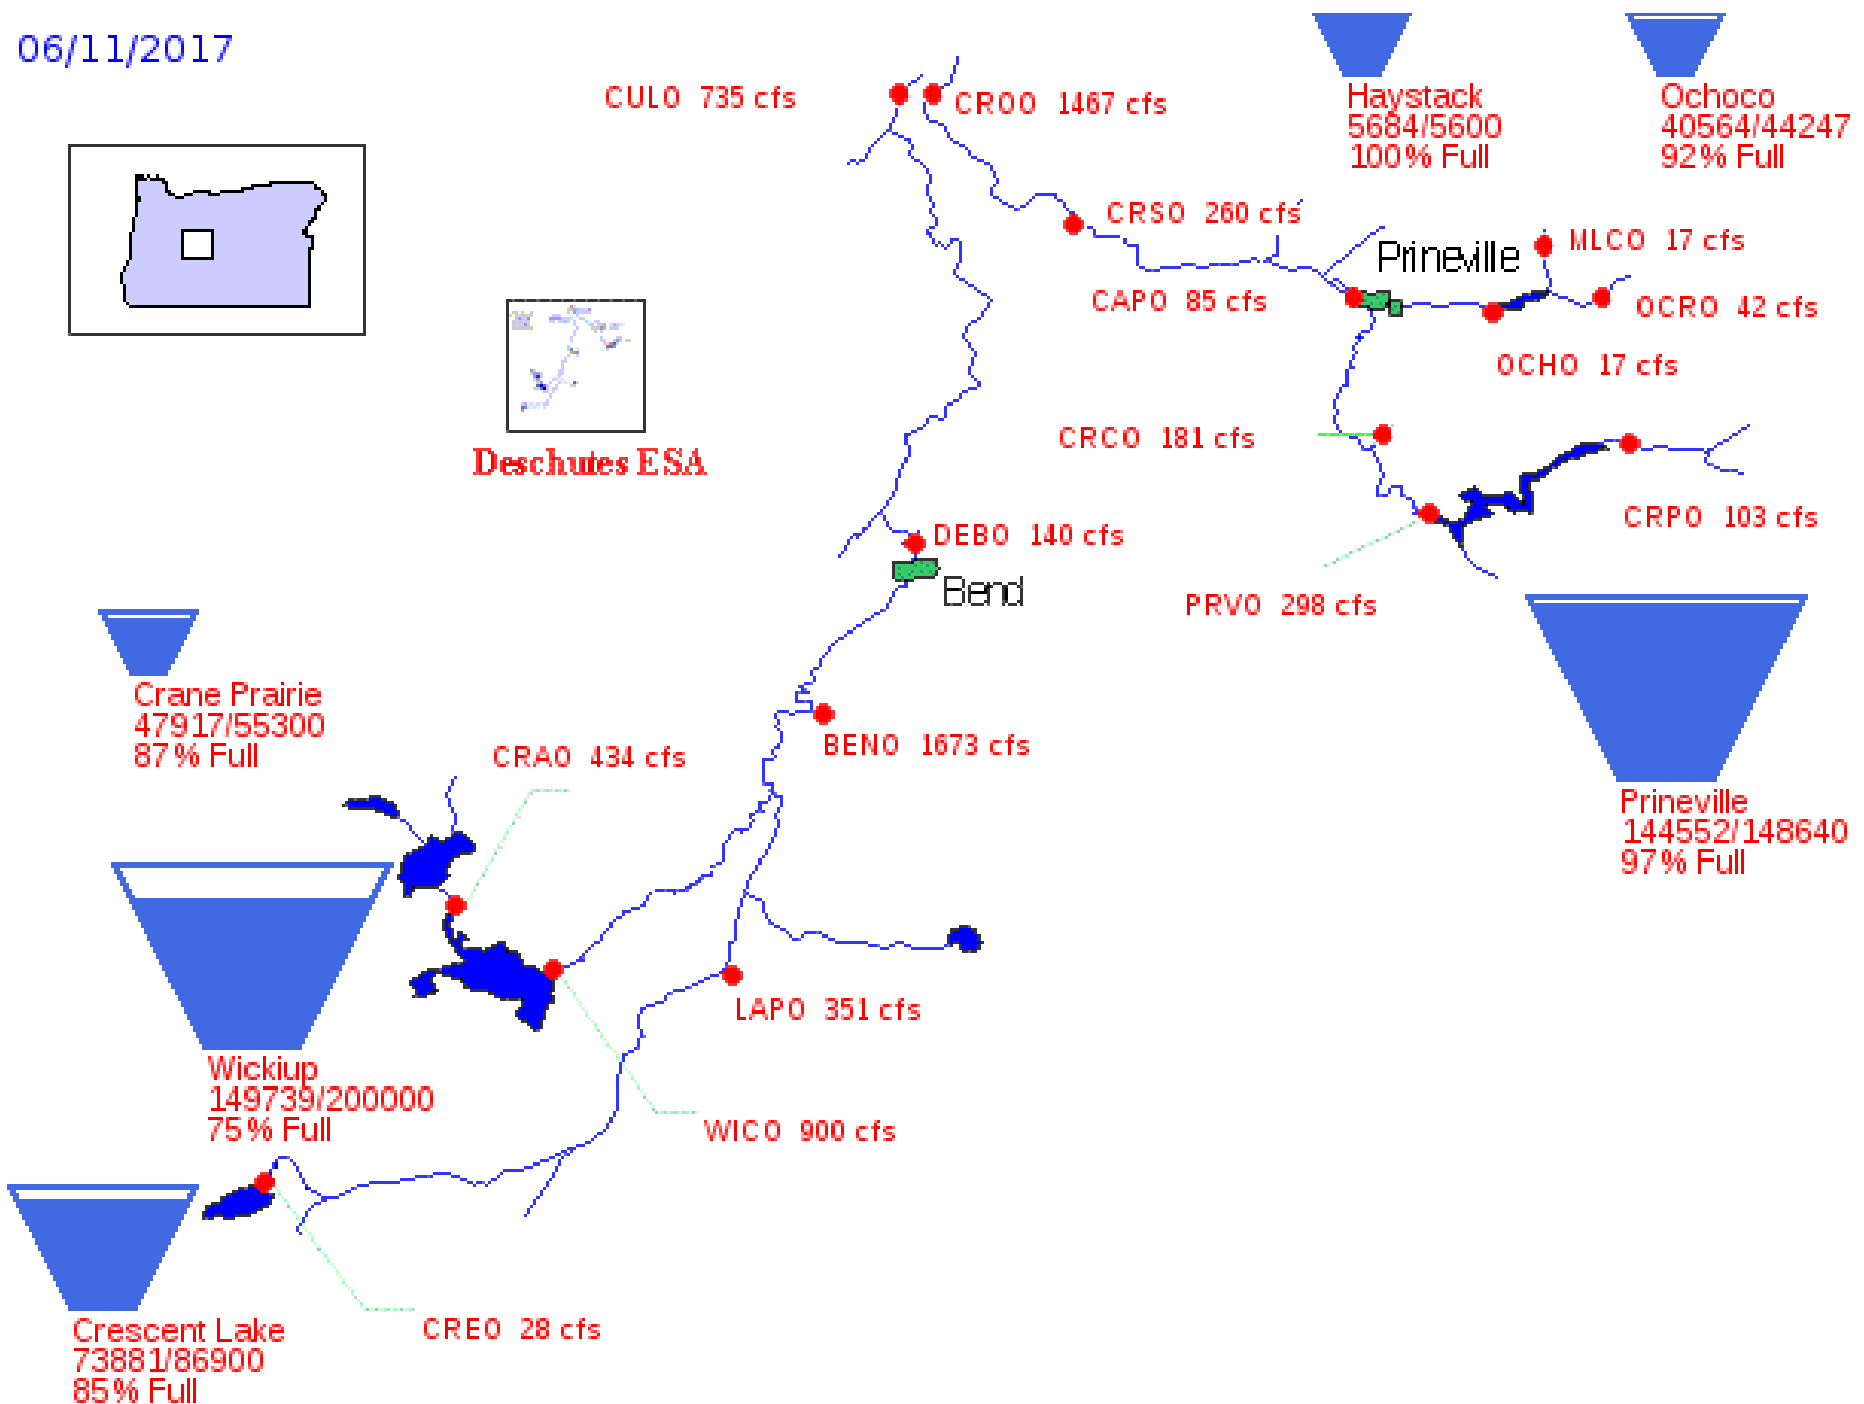 06/11/2017
CULO 735 cfs
CROO 1467 cfs
Haystack
5684/5600
100% Full
Ochoco
40564/44247
92% Full
CRSO 260 cfs
Prineville
MLCO 17 cfs
CAPO 85 cfs
OCRO 42 cfs
OCHO 17 cfs
Deschutes ESA
CRCO 181 cfs
CRPO 103 cfs
DEBO 140 cfs
Bend
PRVO 298 cfs
Crane Prairie
47917/55300
87% Full
CRAO 434 cfs
BENO 1673 cfs
Prineville
144552/148640
97% Full
LAPO 351 cfs
Wickiup
149739/200000
75% Full
WICO 900 cfs
CREO 28 cfs
Crescent Lake
73881/86900
85% Full